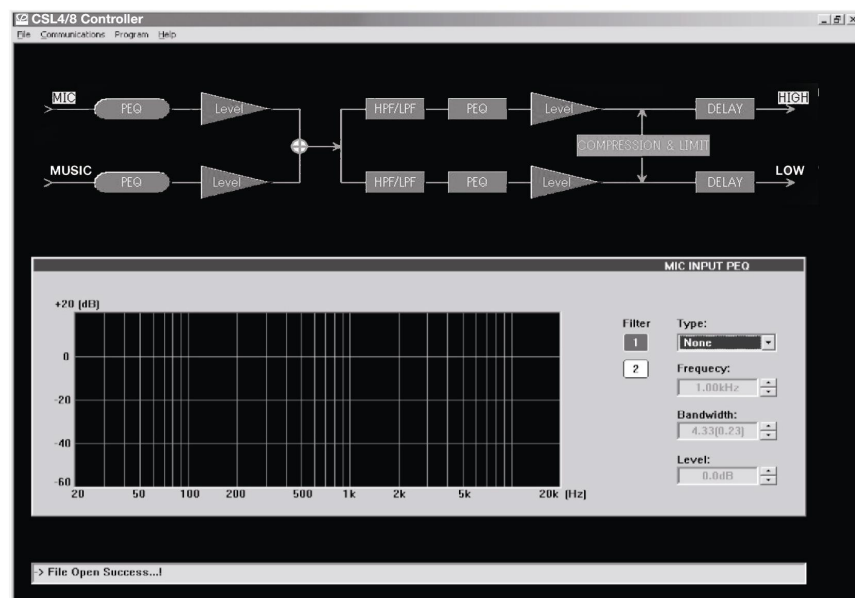 CSL4/8 Controller
File Communications Program Help
MIC PEQ Level HPF/LPF PEQ Level DELAY HIGH
COMPRESSION & LIMIT
MUSIC PEQ Level HPF/LPF PEQ Level DELAY LOW
MIC INPUT PEQ
+20 [dB]
0
-20
-40
-60
20 50 100 200 500 1k 2k 5k 20k [Hz]
Filter
1
2
Type:
None
Frequecy:
1.00kHz
Bandwidth:
4.33[0.23]
Level:
0.0dB
-> File Open Success...!